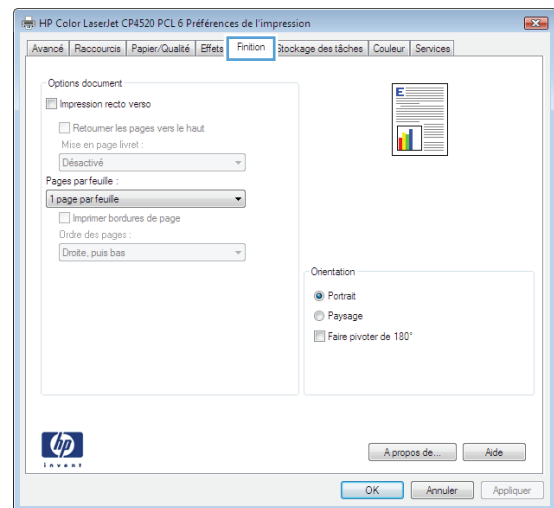 HP Color LaserJet CP4520 PCL 6 Préférences de l'impression
Avancé Raccourcis Papier/Qualité Effets Finition Stockage des tâches Couleur Services
Options document
Impression recto verso
Retourner les pages vers le haut
Mise en page livret :
Désactivé
Pages par feuille :
1 page par feuille
Imprimer bordures de page
Ordre des pages :
Droite, puis bas
E
Orientation
Portrait
Paysage
Faire pivoter de 180°
hp
invent
A propos de... Aide
OK Annuler Appliquer